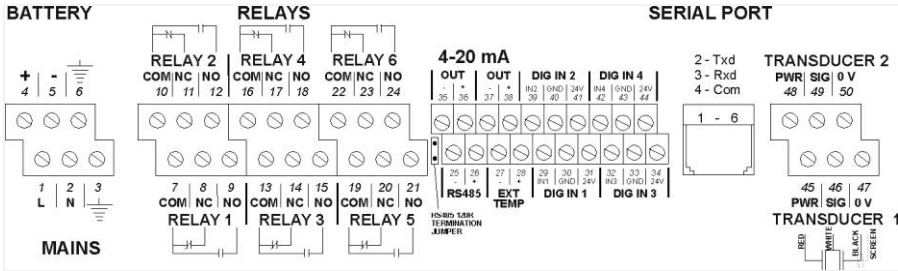 BATTERY
RELAYS
SERIAL PORT
RELAY 2 RELAY 4 RELAY 6
COM NC NO COM NC NO COM NC NO
10 11 12 16 17 18 22 23 24
+ - 
4 5 6
4-20 mA
OUT OUT DIG IN 2 DIG IN 4
- + - + IN2 GND 24V IN4 GND 24V
35 36 37 38 39 40 41 42 43 44
2 - Txd
3 - Rxd
4 - Com
1 - 6
TRANSDUCER 2
PWR SIG 0 V
48 49 50
1 2 3
L N
MAINS
7 8 9 13 14 15 19 20 21
COM NC NO COM NC NO COM NC NO
RELAY 1 RELAY 3 RELAY 5
25 26 27 28 29 30 31 32 33 34
- + - + IN1 GND 24V IN3 GND 24V
RS485 EXT TEMP DIG IN 1 DIG IN 3
RS485 120R
TERMINATION
JUMPER
45 46 47
PWR SIG 0 V
TRANSDUCER 1
RED
WHITE
BLACK
SCREEN